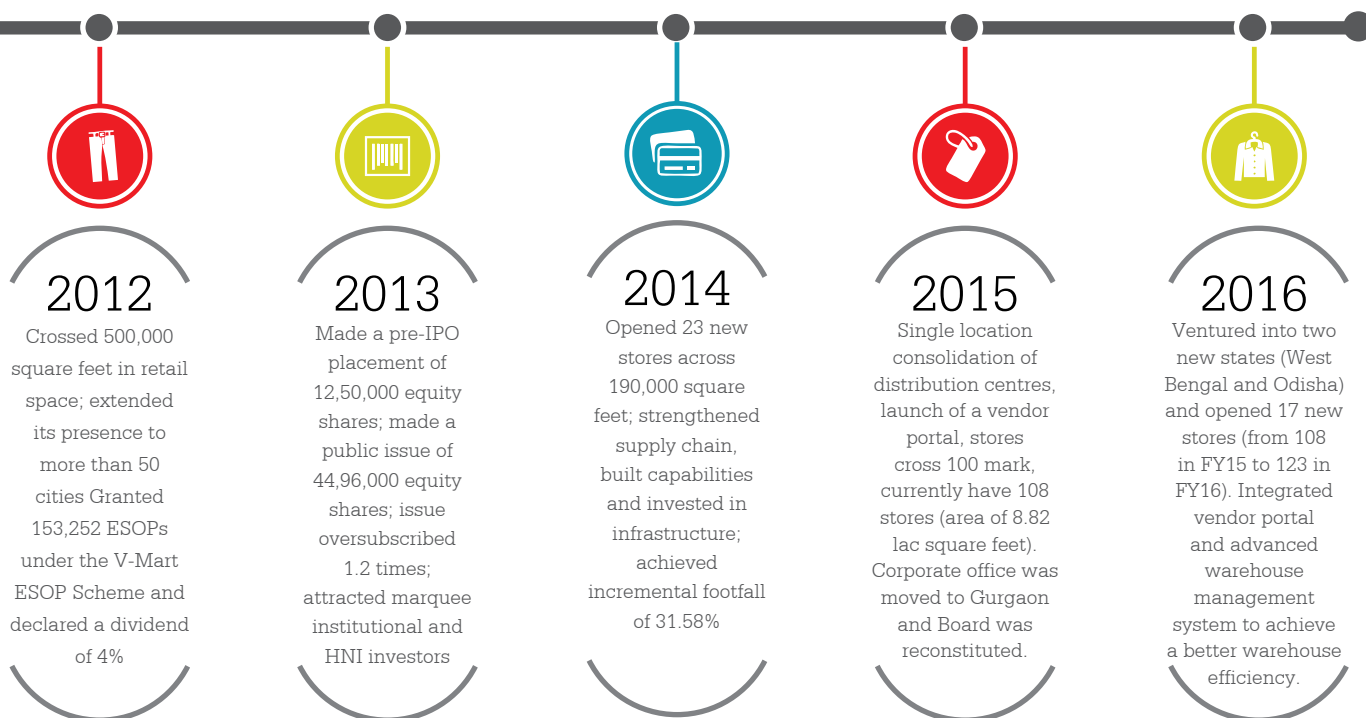 2012
Crossed 500,000
square feet in retail
space; extended
its presence to
more than 50
cities Granted
153,252 ESOPs
under the V-Mart
ESOP Scheme and
declared a dividend
of 4%
2013
Made a pre-IPO
placement of
12,50,000 equity
shares; made a
public issue of
44,96,000 equity
shares; issue
oversubscribed
1.2 times;
attracted marquee
institutional and
HNI investors
2014
Opened 23 new
stores across
190,000 square
feet; strengthened
supply chain,
built capabilities
and invested in
infrastructure;
achieved
incremental footfall
of 31.58%
2015
Single location
consolidation of
distribution centres,
launch of a vendor
portal, stores
cross 100 mark,
currently have 108
stores (area of 8.82
lac square feet).
Corporate office was
moved to Gurgaon
and Board was
reconstituted.
2016
Ventured into two
new states (West
Bengal and Odisha)
and opened 17 new
stores (from 108
in FY15 to 123 in
FY16). Integrated
vendor portal
and advanced
warehouse
management
system to achieve
a better warehouse
efficiency.